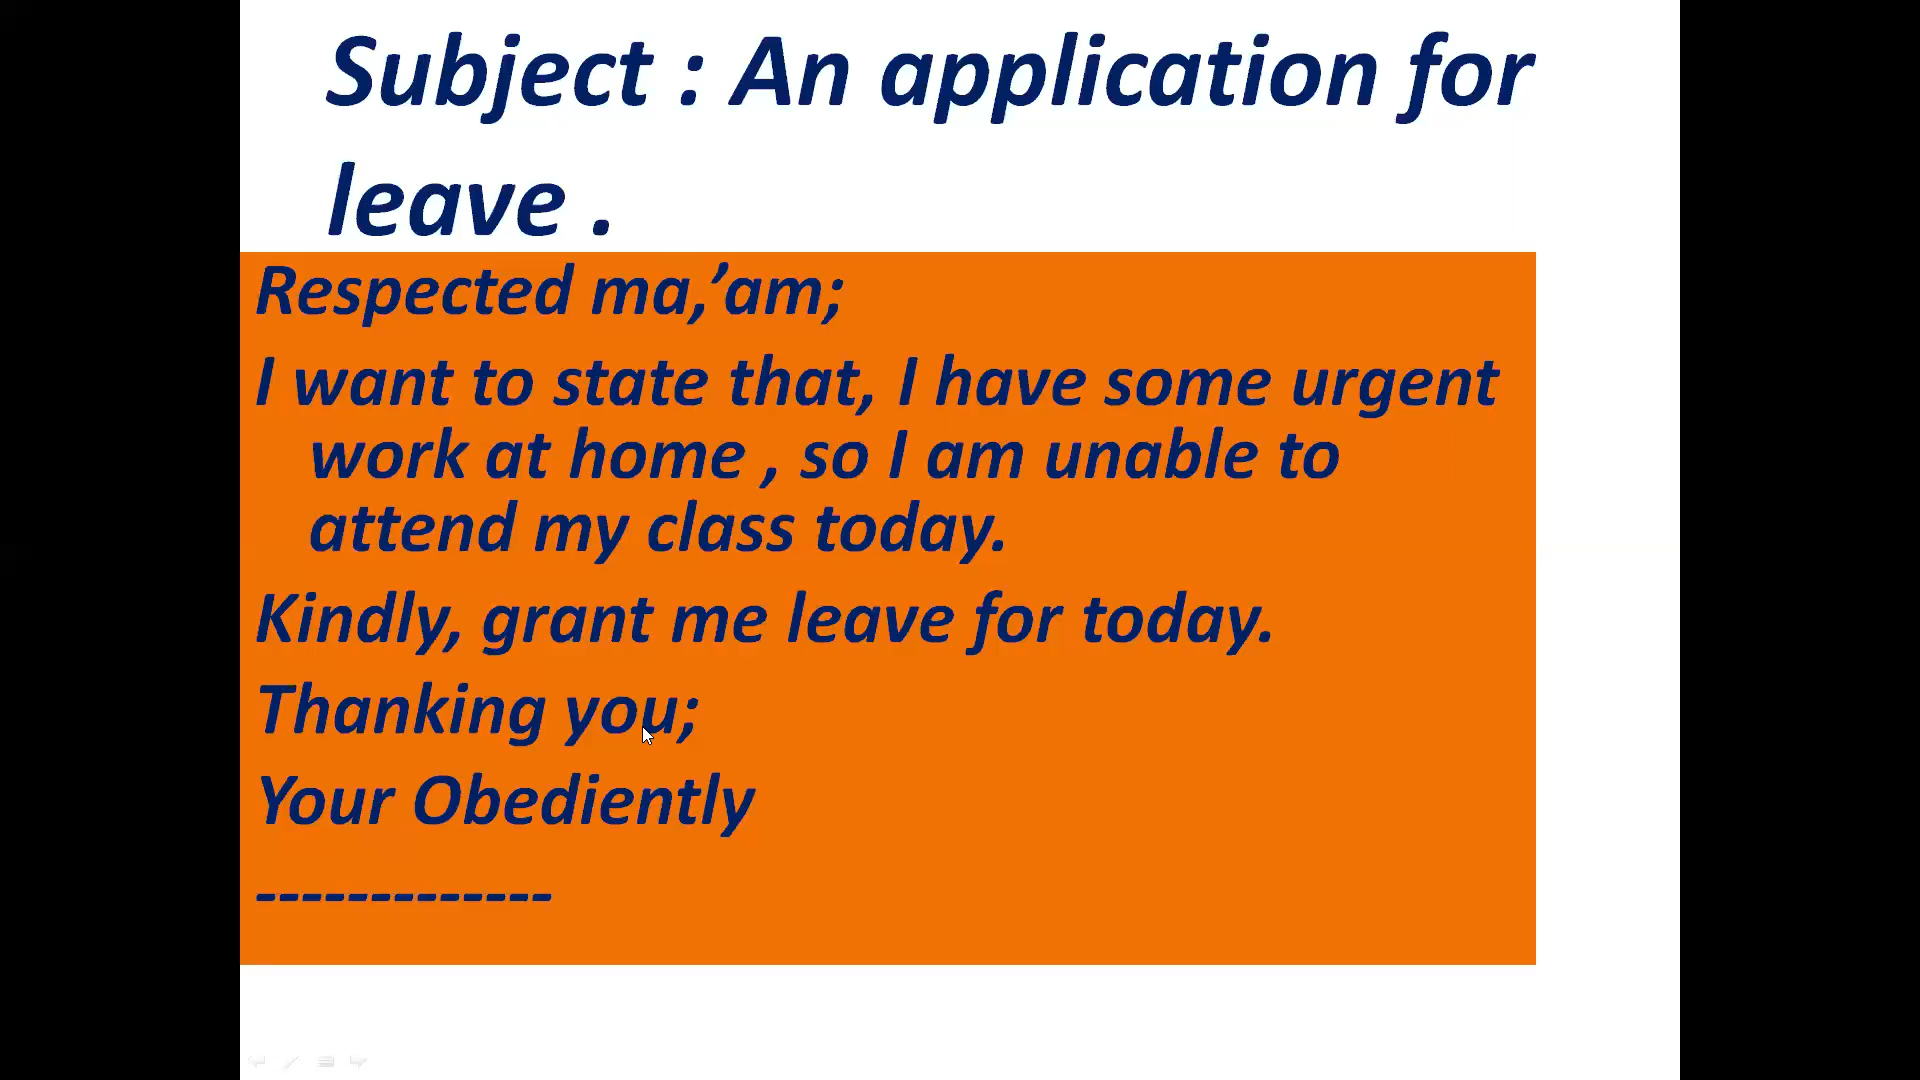 Subject : An application for
leave .
Respected ma,’am;
I want to state that, I have some urgent
work at home , so I am unable to
attend my class today.
Kindly, grant me leave for today.
Thanking you;
Your Obediently
-------------